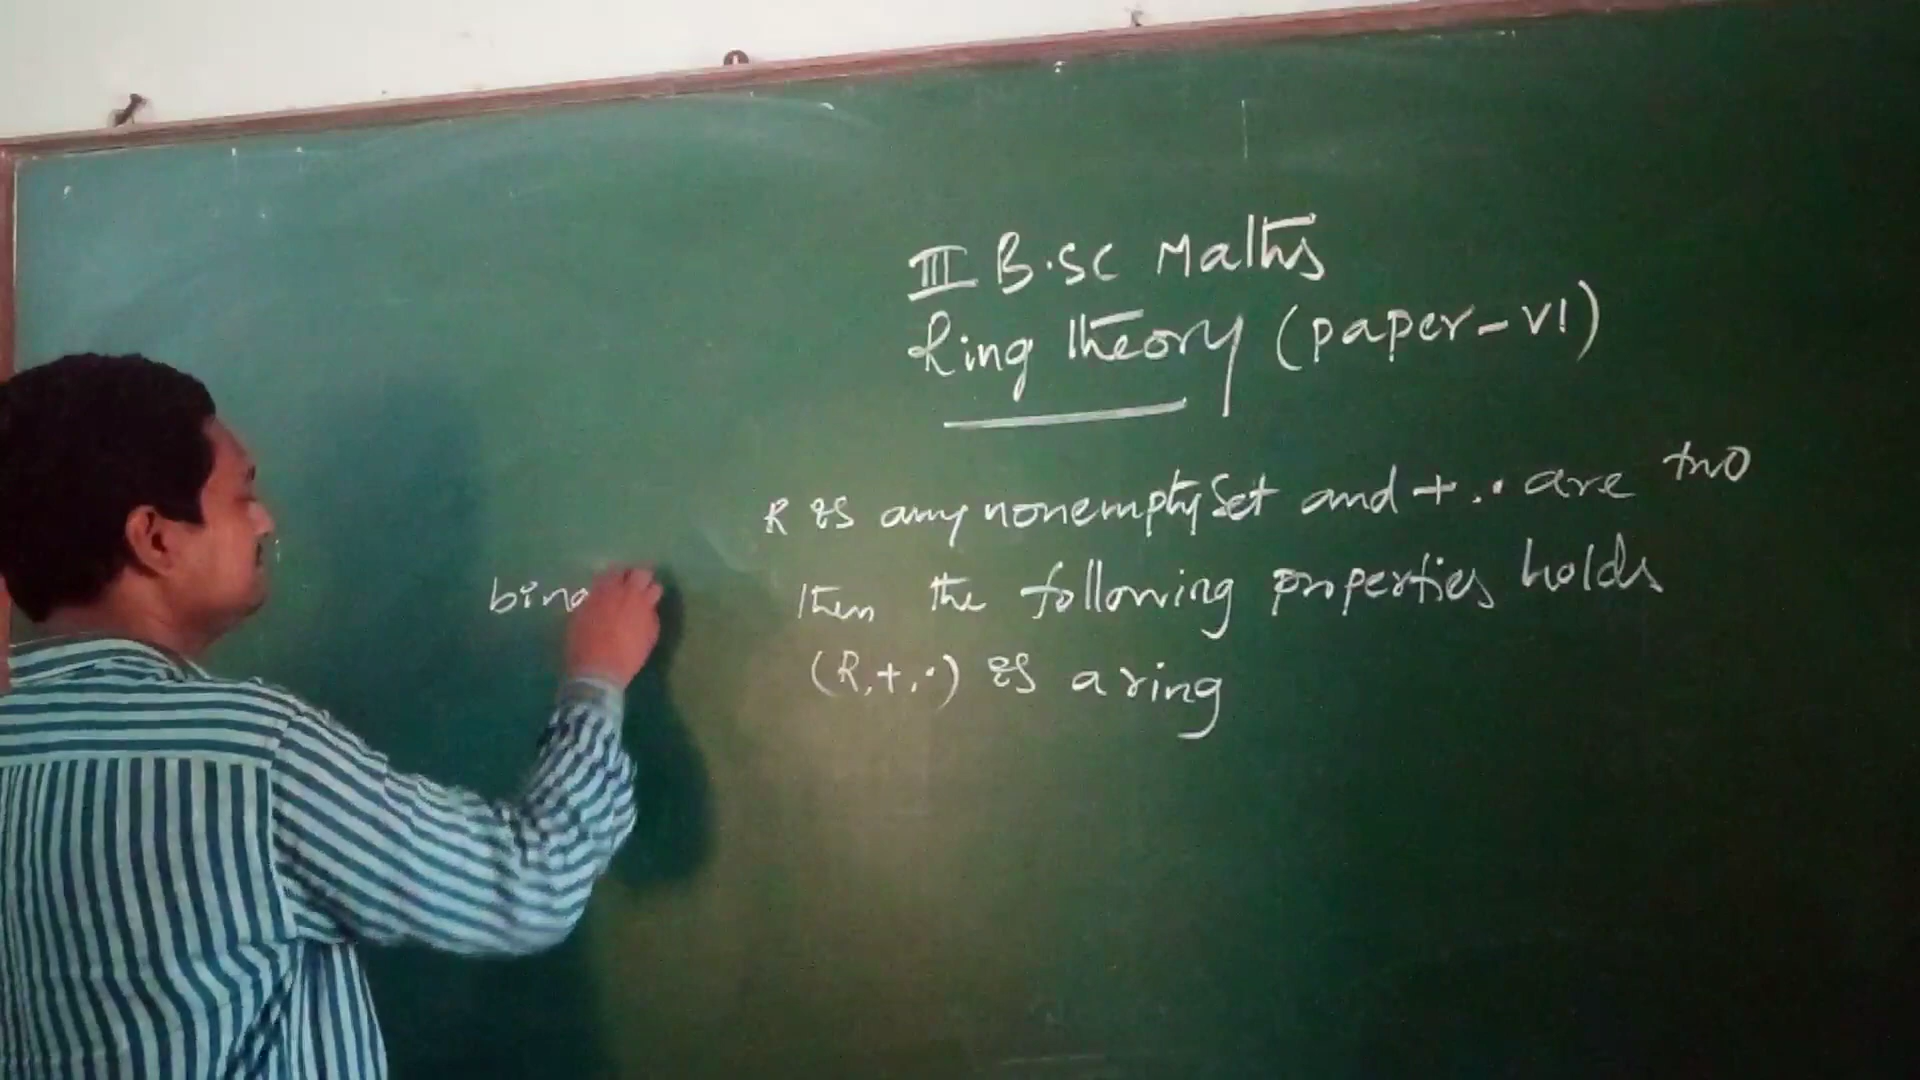 III B.SC Maths
Ring theory (paper-VI)
R is any nonempty set and +, . are two
bina
then the following properties holds
(R,+,.) is a ring